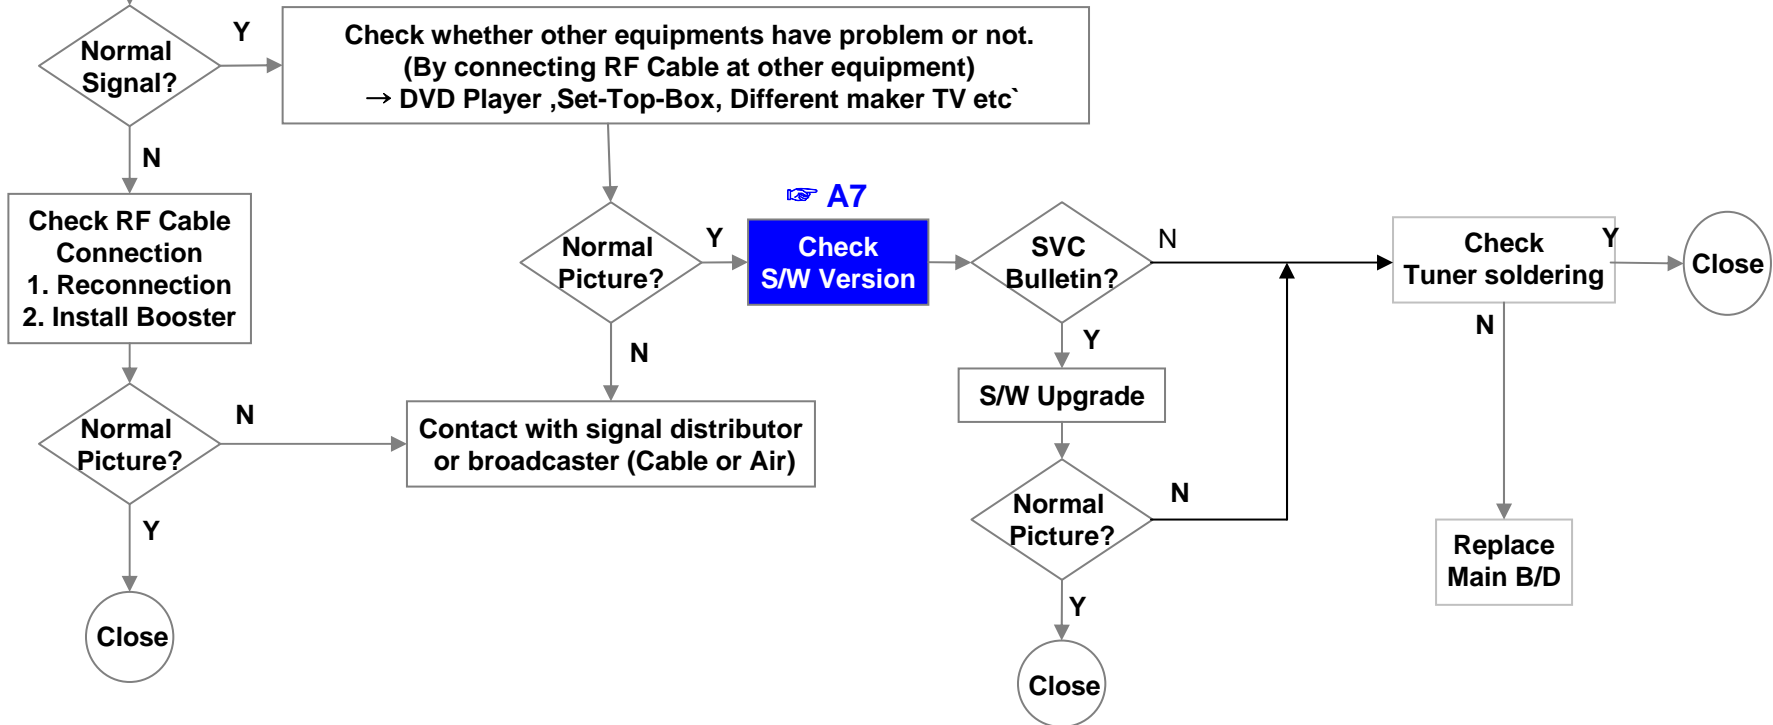 Normal
Signal?
Y
Check whether other equipments have problem or not.
(By connecting RF Cable at other equipment)
→ DVD Player ,Set-Top-Box, Different maker TV etc`
N
Check RF Cable
Connection
1. Reconnection
2. Install Booster
Normal
Picture?
N
Y
Close
Normal
Picture?
Y
N
Contact with signal distributor
or broadcaster (Cable or Air)
☞ A7
Check
S/W Version
SVC
Bulletin?
N
Y
S/W Upgrade
Normal
Picture?
N
Y
Close
Check
Tuner soldering
Y
Close
N
Replace
Main B/D